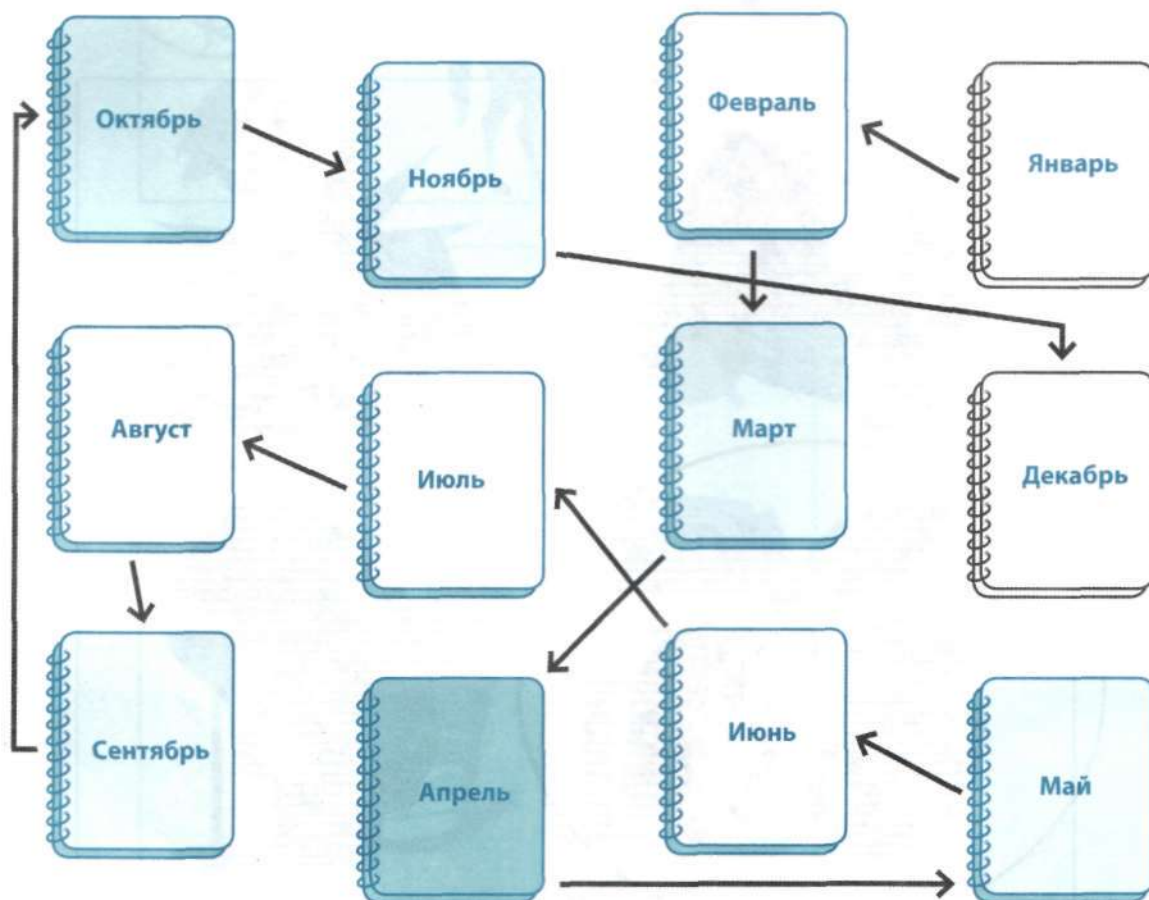 Октябрь
Ноябрь
Февраль
Январь
Август
Июль
Март
Декабрь
Сентябрь
Апрель
Июнь
Май